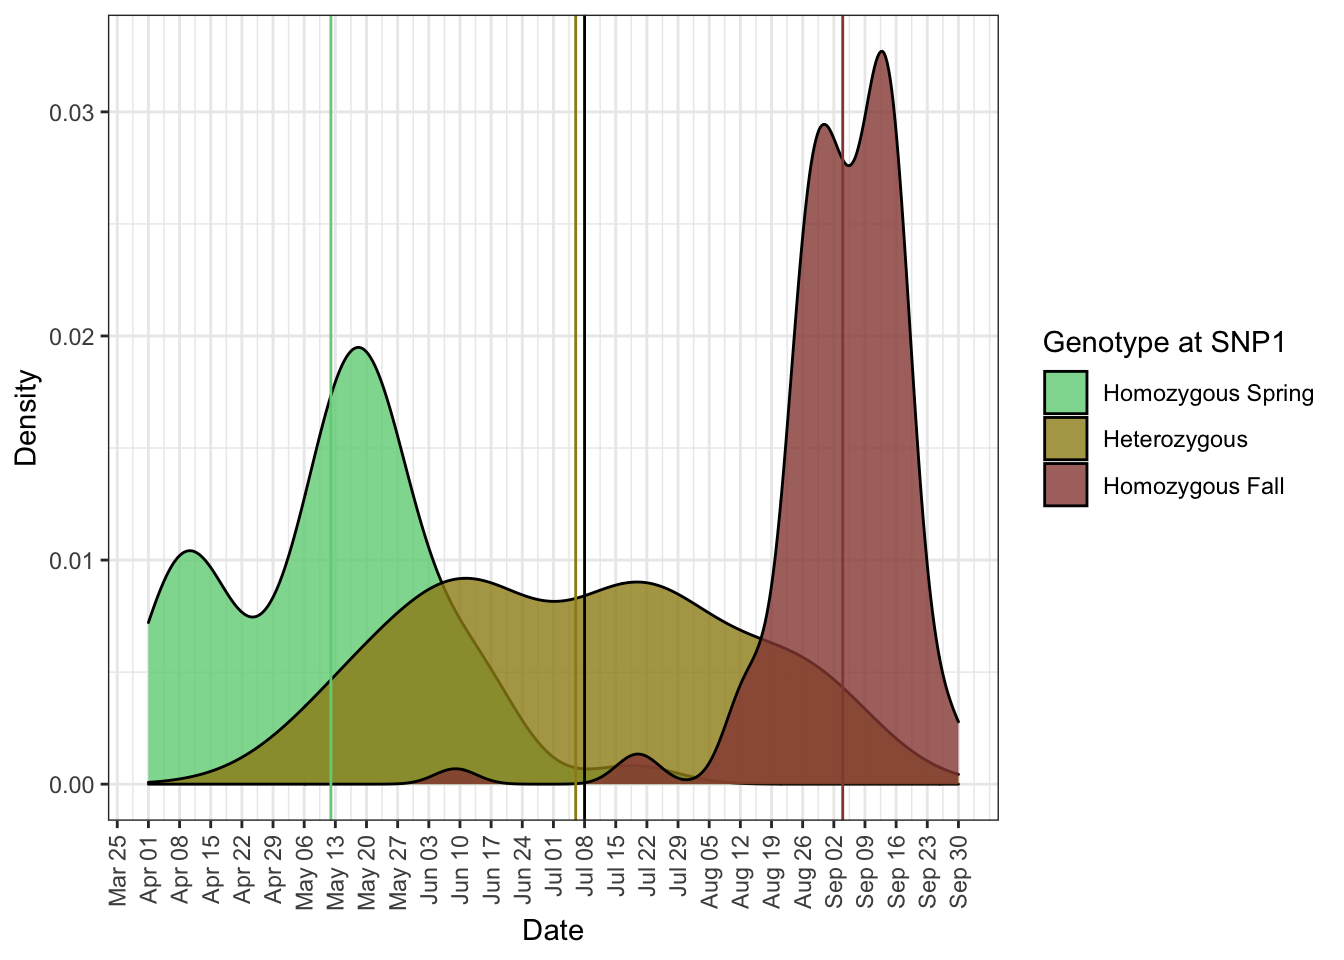 Density
0.03
0.02
0.01
0.00
Mar 25
Apr 01
Apr 08
Apr 15
Apr 22
Apr 29
May 06
May 13
May 20
May 27
Jun 03
Jun 10
Jun 17
Jun 24
Jul 01
Jul 08
Jul 15
Jul 22
Jul 29
Aug 05
Aug 12
Aug 19
Aug 26
Sep 02
Sep 09
Sep 16
Sep 23
Sep 30
Date
Genotype at SNP1
Homozygous Spring
Heterozygous
Homozygous Fall